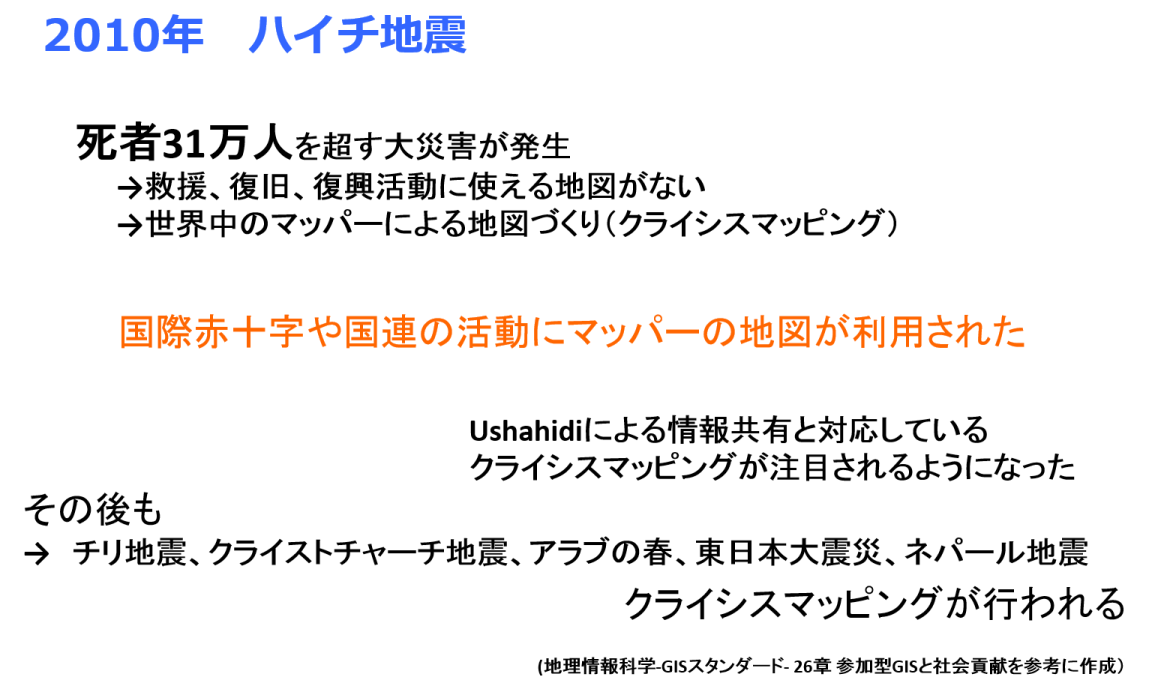 2010年　ハイチ地震
死者31万人を超す大災害が発生
→救援、復旧、復興活動に使える地図がない
→世界中のマッパーによる地図づくり（クライシスマッピング）
国際赤十字や国連の活動にマッパーの地図が利用された
Ushahidiによる情報共有と対応している
クライシスマッピングが注目されるようになった
その後も
→ チリ地震、クライストチャーチ地震、アラブの春、東日本大震災、ネパール地震
クライシスマッピングが行われる
(地理情報科学-GISスタンダード- 26章 参加型GISと社会貢献を参考に作成）